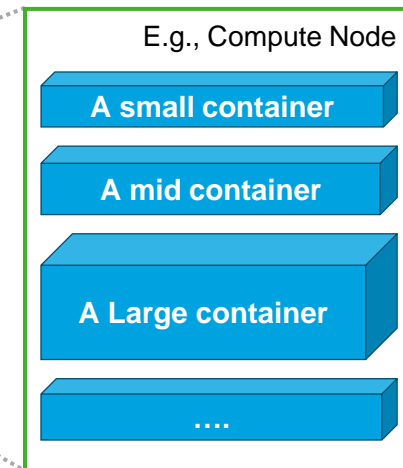 E.g., Compute Node
A small container
A mid container
A Large container
....